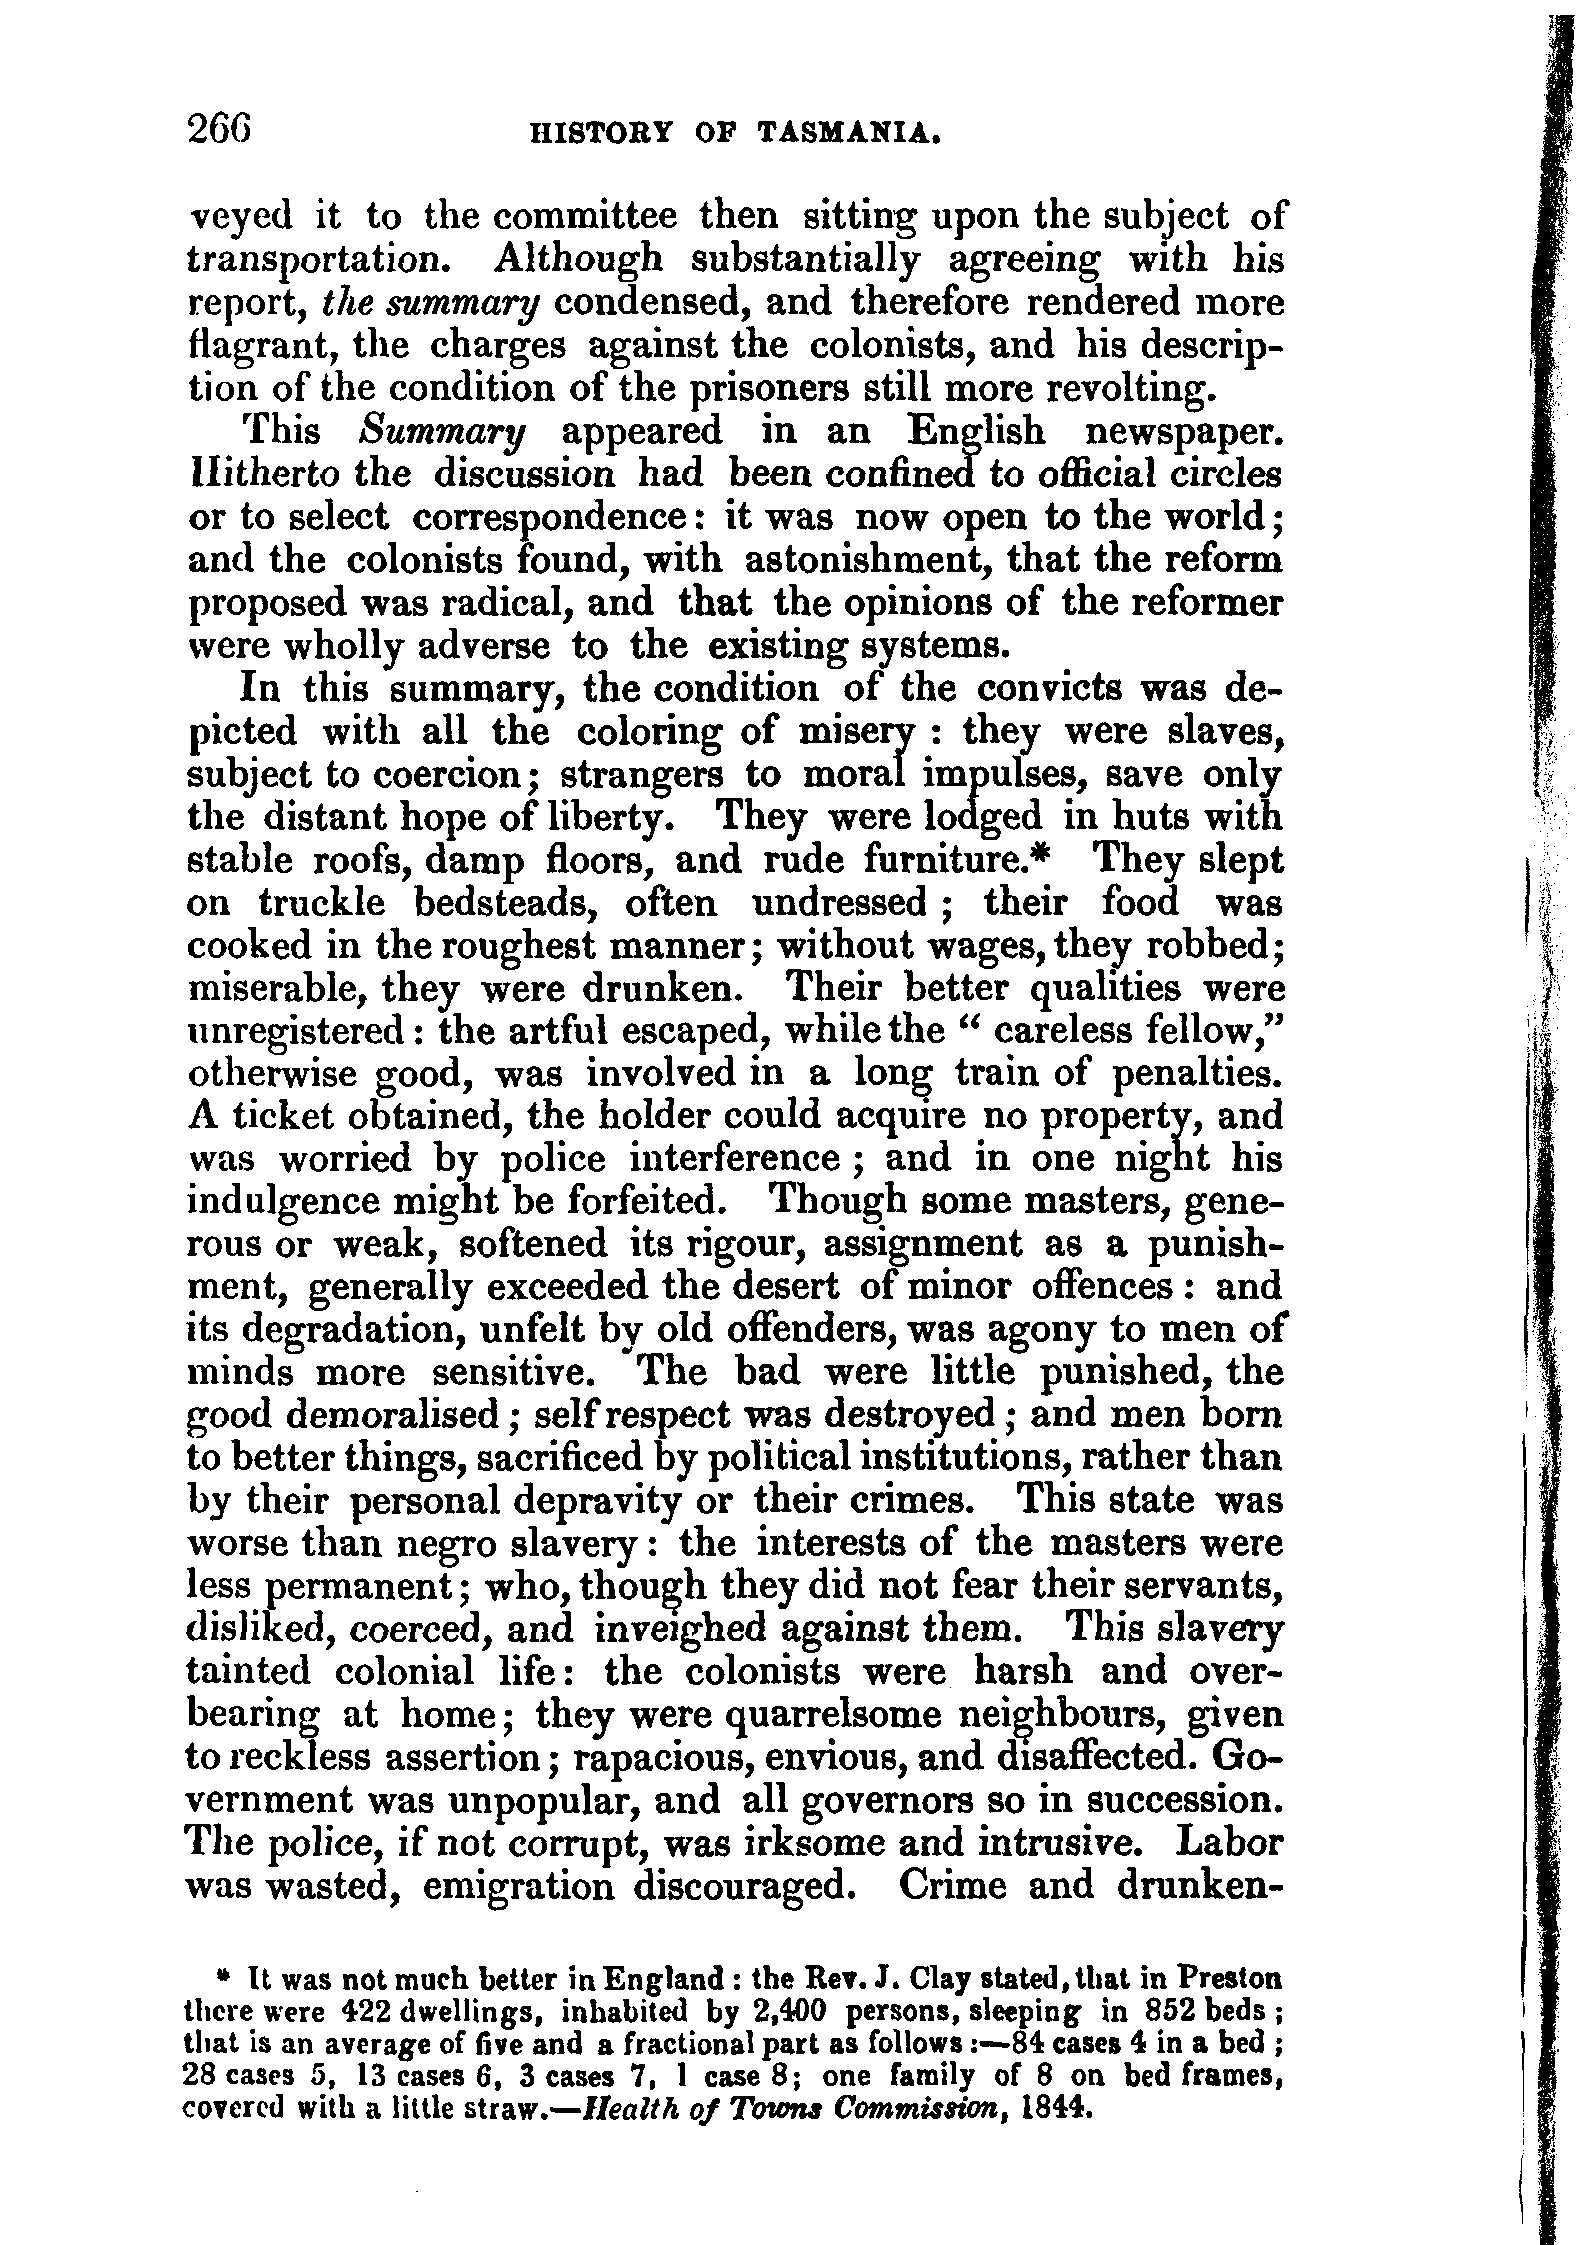 266 HISTORY OF TASMANIA.
veyed it to the committee then sitting upon the subject of
transportation. Although substantially agreeing with his
report, the summary condensed, and therefore rendered more
flagrant, the charges against the colonists, and his descrip-
tion of the condition of the prisoners still more revolting.
This Summary appeared in an English newspaper.
Hitherto the discussion had been confined to official circles
or to select correspondence: it was now open to the world;
and the colonists found, with astonishment, that the reform
proposed was radical, and that the opinions of the reformer
were wholly adverse to the existing systems.
In this summary, the condition of the convicts was de-
picted with all the coloring of misery : they were slaves,
subject to coercion; strangers to moral impulses, save only
the distant hope of liberty. They were lodged in huts with
stable roofs, damp floors, and rude furniture.* They slept
on truckle bedsteads, often undressed ; their food was
cooked in the roughest manner; without wages, they robbed;
miserable, they were drunken. Their better qualities were
unregistered : the artful escaped, while the “ careless fellow,”
otherwise good, was involved in a long train of penalties.
A ticket obtained, the holder could acquire no property, and
was worried by police interference ; and in one night his
indulgence might be forfeited. Though some masters, gene-
rous or weak, softened its rigour, assignment as a punish-
ment, generally exceeded the desert of minor offences : and
its degradation, unfelt by old offenders, was agony to men of
minds more sensitive. The bad were little punished, the
good demoralised ; self respect was destroyed ; and men born
to better things, sacrificed by political institutions, rather than
by their personal depravity or their crimes. This state was
worse than negro slavery : the interests of the masters were
less permanent; who, though they did not fear their servants,
disliked, coerced, and inveighed against them. This slavery
tainted colonial life: the colonists were harsh and over-
bearing at home; they were quarrelsome neighbours, given
to reckless assertion; rapacious, envious, and disaffected. Go-
vernment was unpopular, and all governors so in succession.
The police, if not corrupt, was irksome and intrusive. Labor
was wasted, emigration discouraged. Crime and drunken-
* It was not much better in England : the Rev. J. Clay stated, that in Preston
there were 422 dwellings, inhabited by 2,400 persons, sleeping in 852 beds ;
that is an average of five and a fractional part as follows :—84 cases 4 in a bed ;
28 cases 5, 13 cases 6, 3 cases 7, 1 case 8; one family of 8 on bed frames,
covered with a little straw.—Health of Towns Commission, 1844.